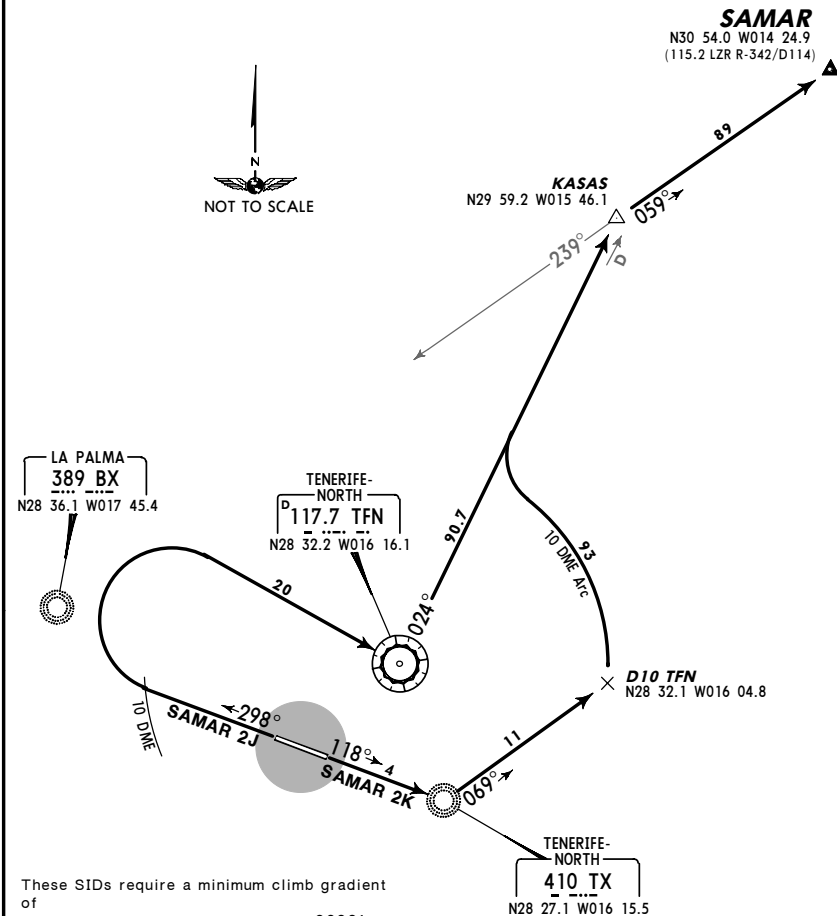 SAMAR
N30 54.0 W014 24.9
(115.2 LZR R-342/D114)
N
NOT TO SCALE
89
KASAS
N29 59.2 W015 46.1
059°
239°
D
LA PALMA
389 BX
N28 36.1 W017 45.4
TENERIFE-
NORTH
D 117.7 TFN
N28 32.2 W016 16.1
90.7
93
10 DME Arc
20
024°
D10 TFN
N28 32.1 W016 04.8
10 DME
298°
SAMAR 2J
118°
4
SAMAR 2K
11
069°
TENERIFE-
NORTH
410 TX
N28 27.1 W016 15.5
These SIDs require a minimum climb gradient
of